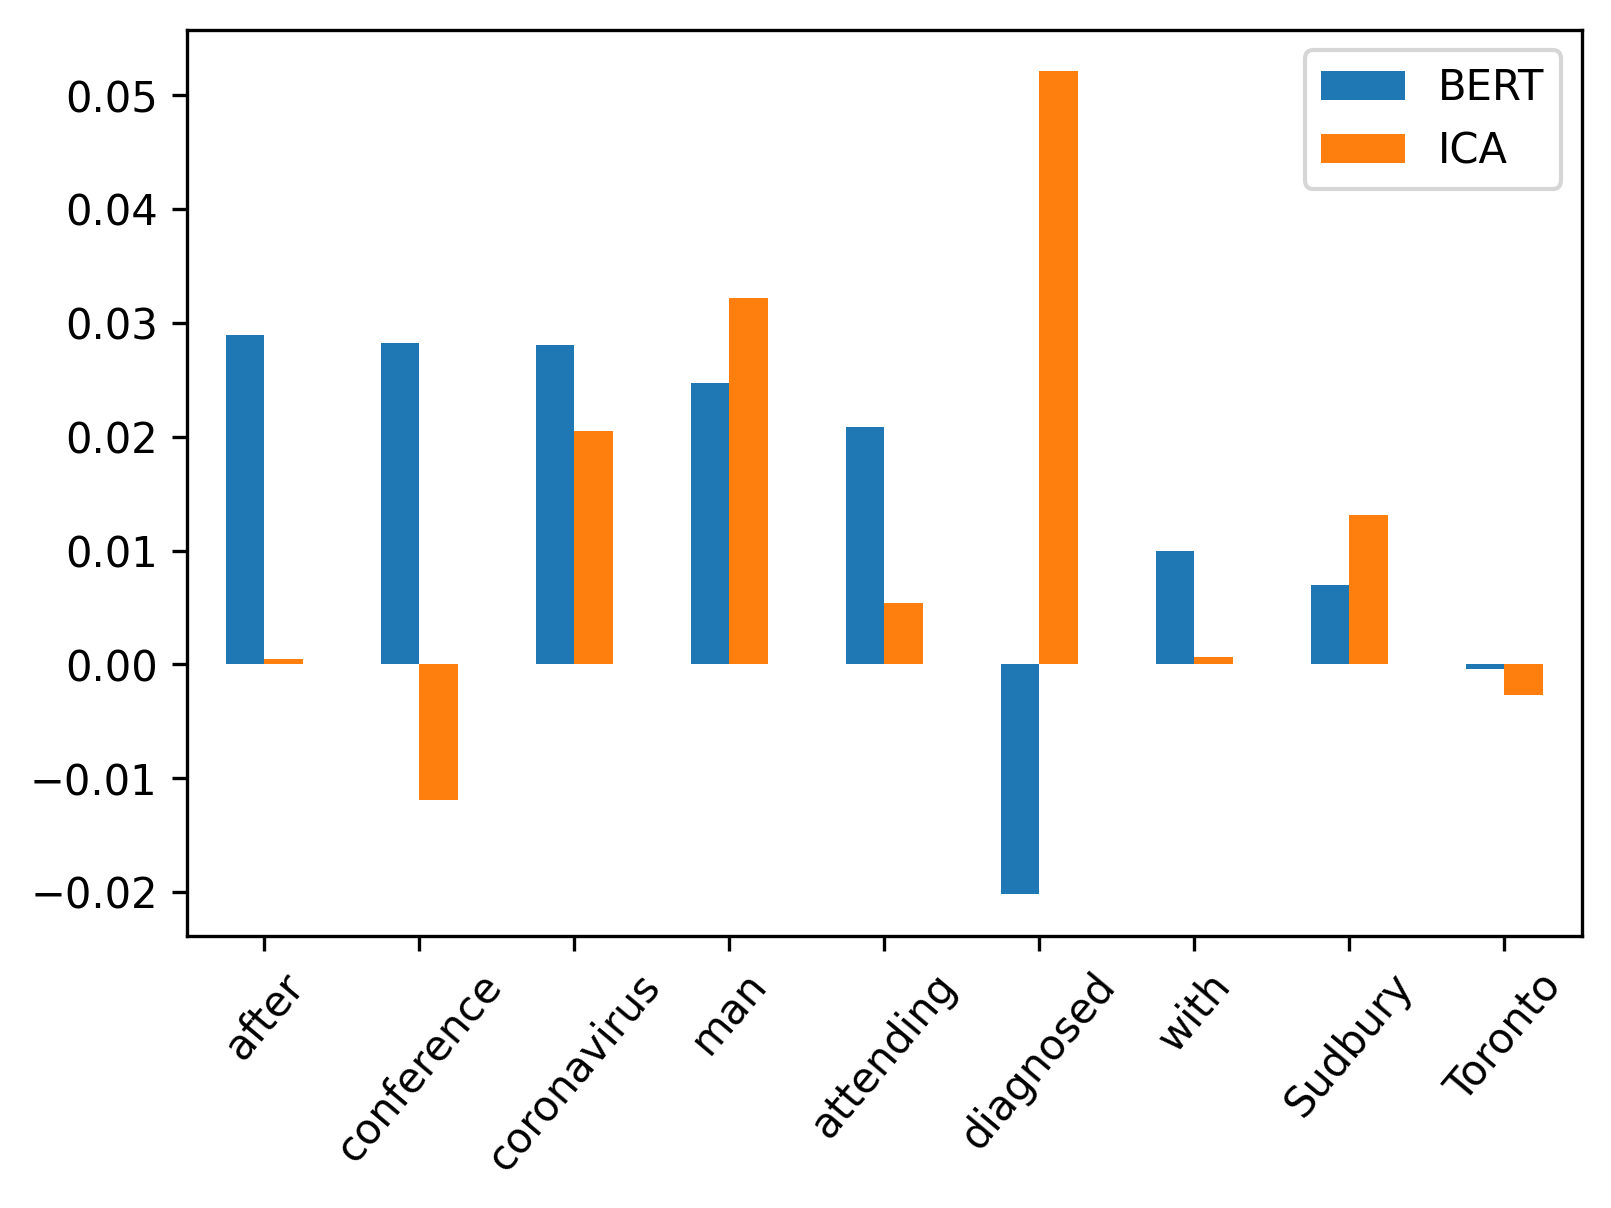 BERT
ICA
0.05
0.04
0.03
0.02
0.01
0.00
−0.01
−0.02
after
conference
coronavirus
man
attending
diagnosed
with
Sudbury
Toronto